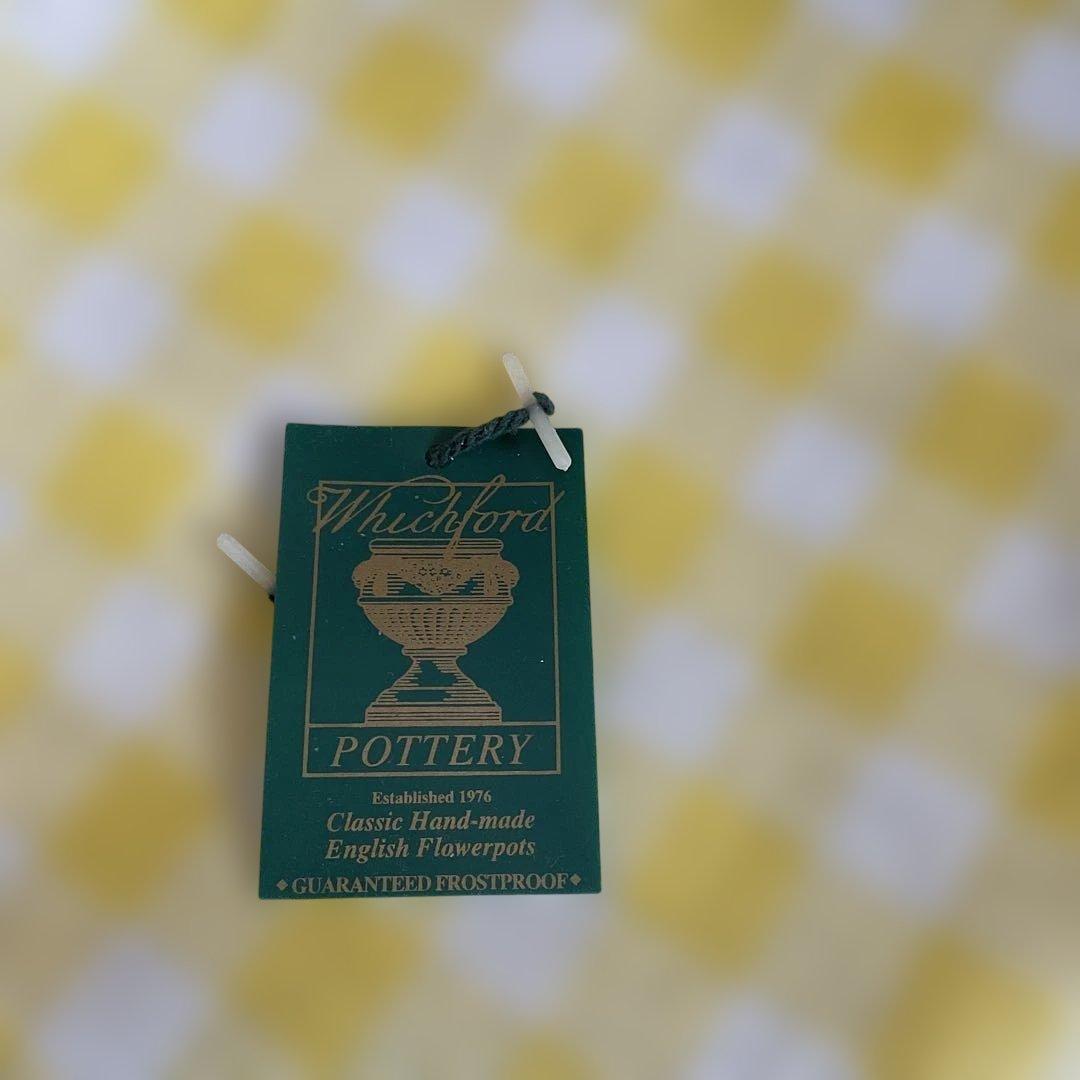 Whichford
POTTERY
Established 1976
Classic Hand-made
English Flowerpots
◆GUARANTEED FROSTPROOF◆